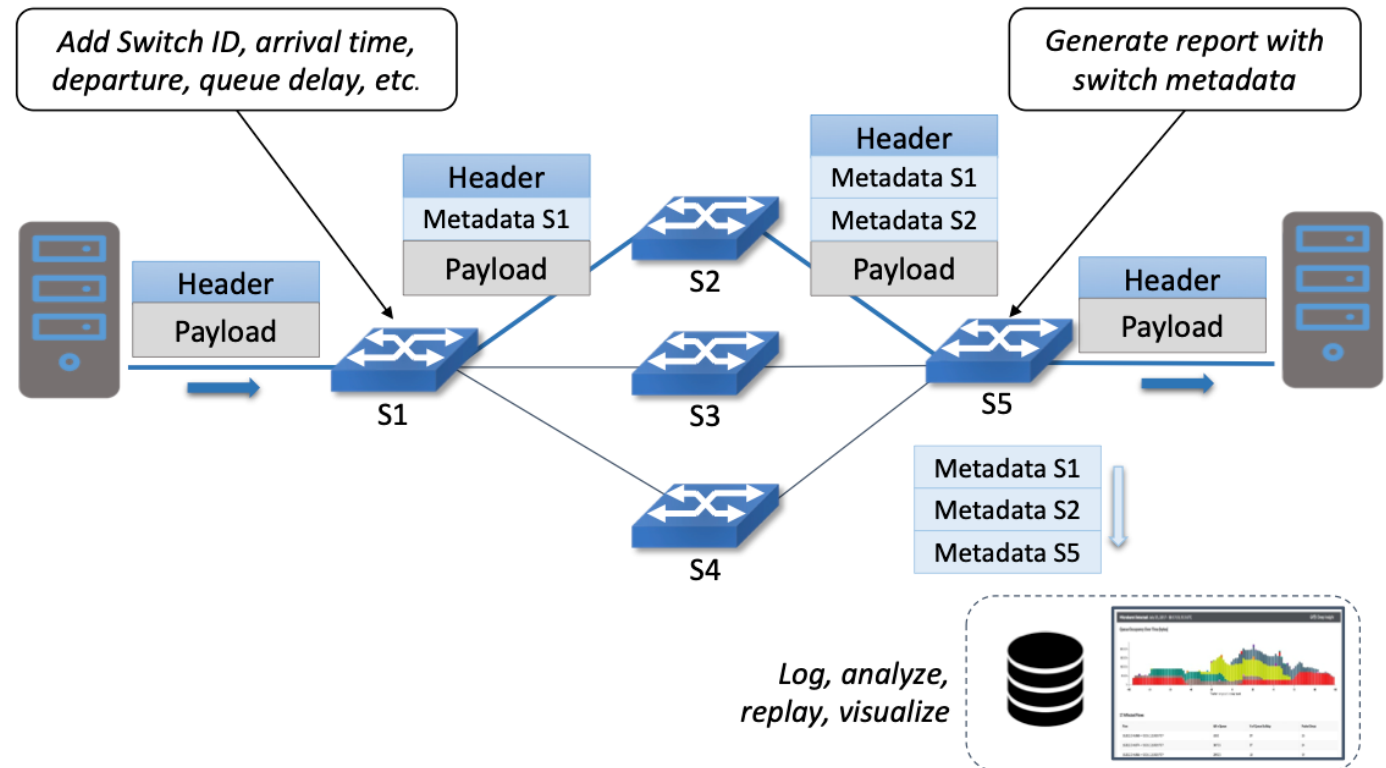 Add Switch ID, arrival time,
departure, queue delay, etc.
Generate report with
switch metadata
Header
Payload
S1
Header
Metadata S1
Payload
S2
Header
Metadata S1
Metadata S2
Payload
S3
S4
S5
Header
Payload
Metadata S1
Metadata S2
Metadata S5
Log, analyze,
replay, visualize